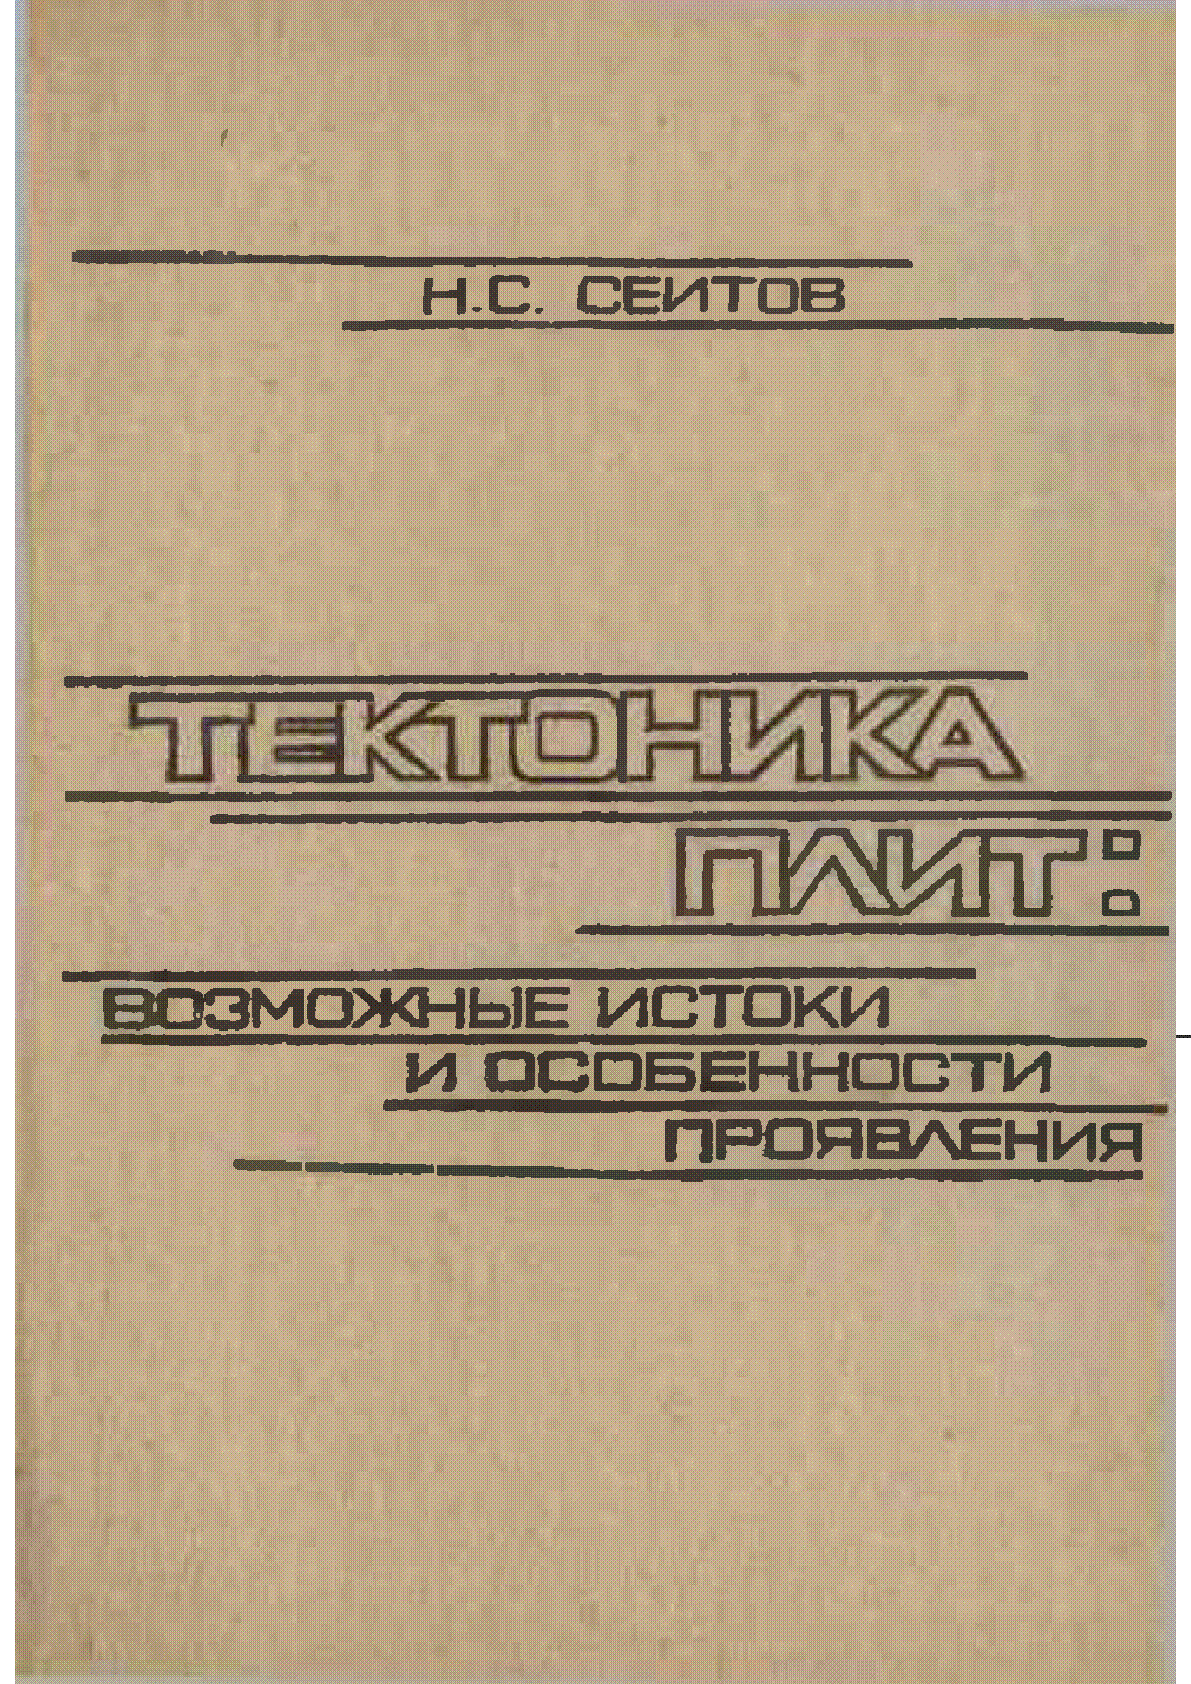 Н.С. СЕИТОВ
ТЕКТОНИКА
ПЛИТ:
ВОЗМОЖНЫЕ ИСТОКИ
И ОСОБЕННОСТИ
ПРОЯВЛЕНИЯ